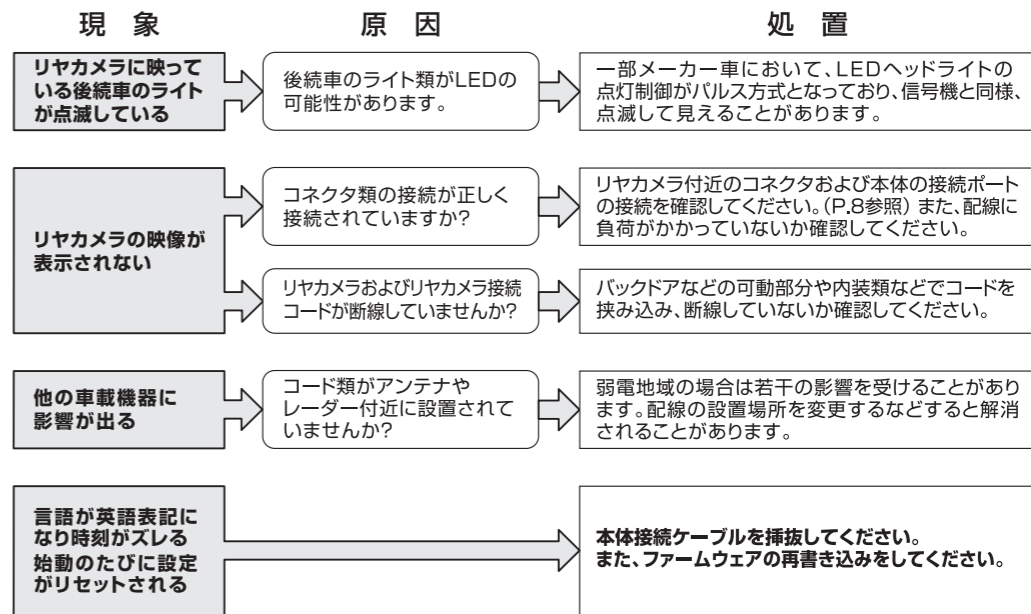 現 象
原 因
処 置
リヤカメラに映って
いる後続車のライト
が点滅している
後続車のライト類がLEDの
可能性があります。
一部メーカー車において、LEDヘッドライトの
点灯制御がパルス方式となっており、信号機と同様、
点滅して見えることがあります。
リヤカメラの映像が
表示されない
コネクタ類の接続が正しく
接続されていますか?
リヤカメラ付近のコネクタおよび本体の接続ポート
の接続を確認してください。(P.8参照) また、配線に
負荷がかかっていないか確認してください。
リヤカメラおよびリヤカメラ接続
コードが断線していませんか?
バックドアなどの可動部分や内装類などでコードを
挟み込み、断線していないか確認してください。
他の車載機器に
影響が出る
コード類がアンテナや
レーダー付近に設置されて
いませんか?
弱電地域の場合は若干の影響を受けることがあり
ます。配線の設置場所を変更するなどすると解消
されることがあります。
言語が英語表記に
なり時刻がズレる
始動のたびに設定
がリセットされる
本体接続ケーブルを挿抜してください。
また、ファームウェアの再書き込みをしてください。